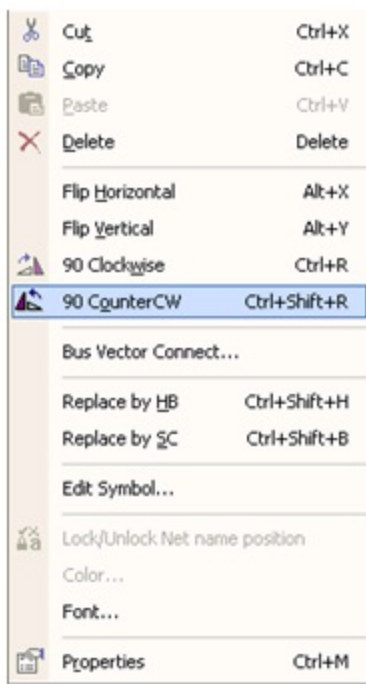 Cut Ctrl+X
Copy Ctrl+C
Paste Ctrl+V
Delete Delete
Flip Horizontal Alt+X
Flip Vertical Alt+Y
90 Clockwise Ctrl+R
90 CounterCW Ctrl+Shift+R
Bus Vector Connect...
Replace by HB Ctrl+Shift+H
Replace by SC Ctrl+Shift+B
Edit Symbol...
Lock/Unlock Net name position
Color...
Font...
Properties Ctrl+M